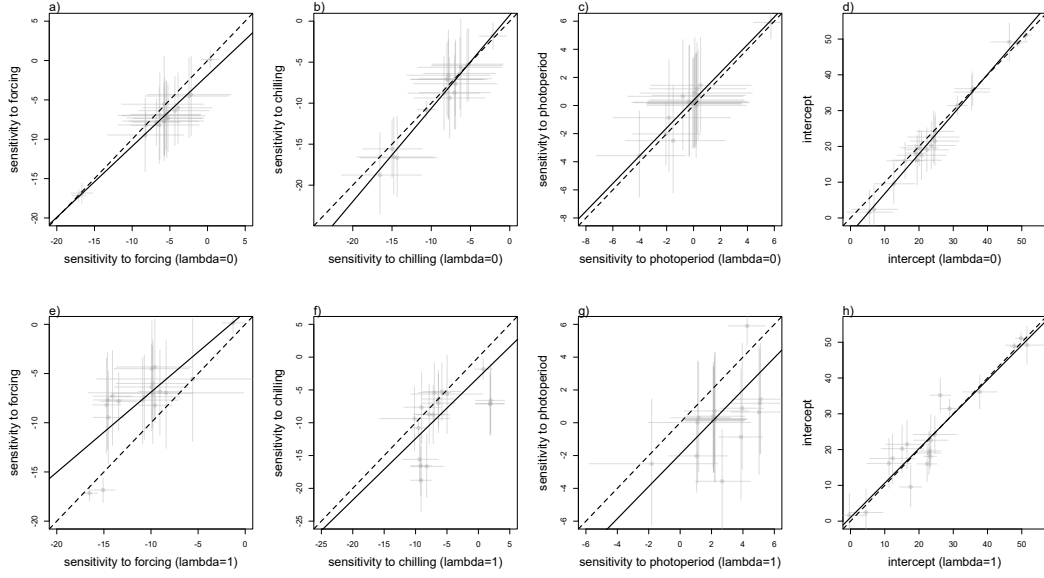 a)
sensitivity to forcing
5
0
-5
-10
-15
-20
-20 -15 -10 -5 0 5
sensitivity to forcing (lambda=0)
b)
sensitivity to chilling
0
-5
-10
-15
-20
-20 -15 -10 -5 0
sensitivity to chilling (lambda=0)
c)
sensitivity to photoperiod
6
4
2
0
-2
-4
-6
-8
-8 -6 -4 -2 0 2 4 6
sensitivity to photoperiod (lambda=0)
d)
intercept
50
40
30
20
10
0
0 10 20 30 40 50
intercept (lambda=0)
e)
sensitivity to forcing
0
-5
-10
-15
-20
-20 -15 -10 -5 0
sensitivity to forcing (lambda=1)
f)
sensitivity to chilling
5
0
-5
-10
-15
-20
-25
-25 -20 -15 -10 -5 0 5
sensitivity to chilling (lambda=1)
g)
sensitivity to photoperiod
6
4
2
0
-2
-4
-6
-6 -4 -2 0 2 4 6
sensitivity to photoperiod (lambda=1)
h)
intercept
50
40
30
20
10
0
0 10 20 30 40 50
intercept (lambda=1)